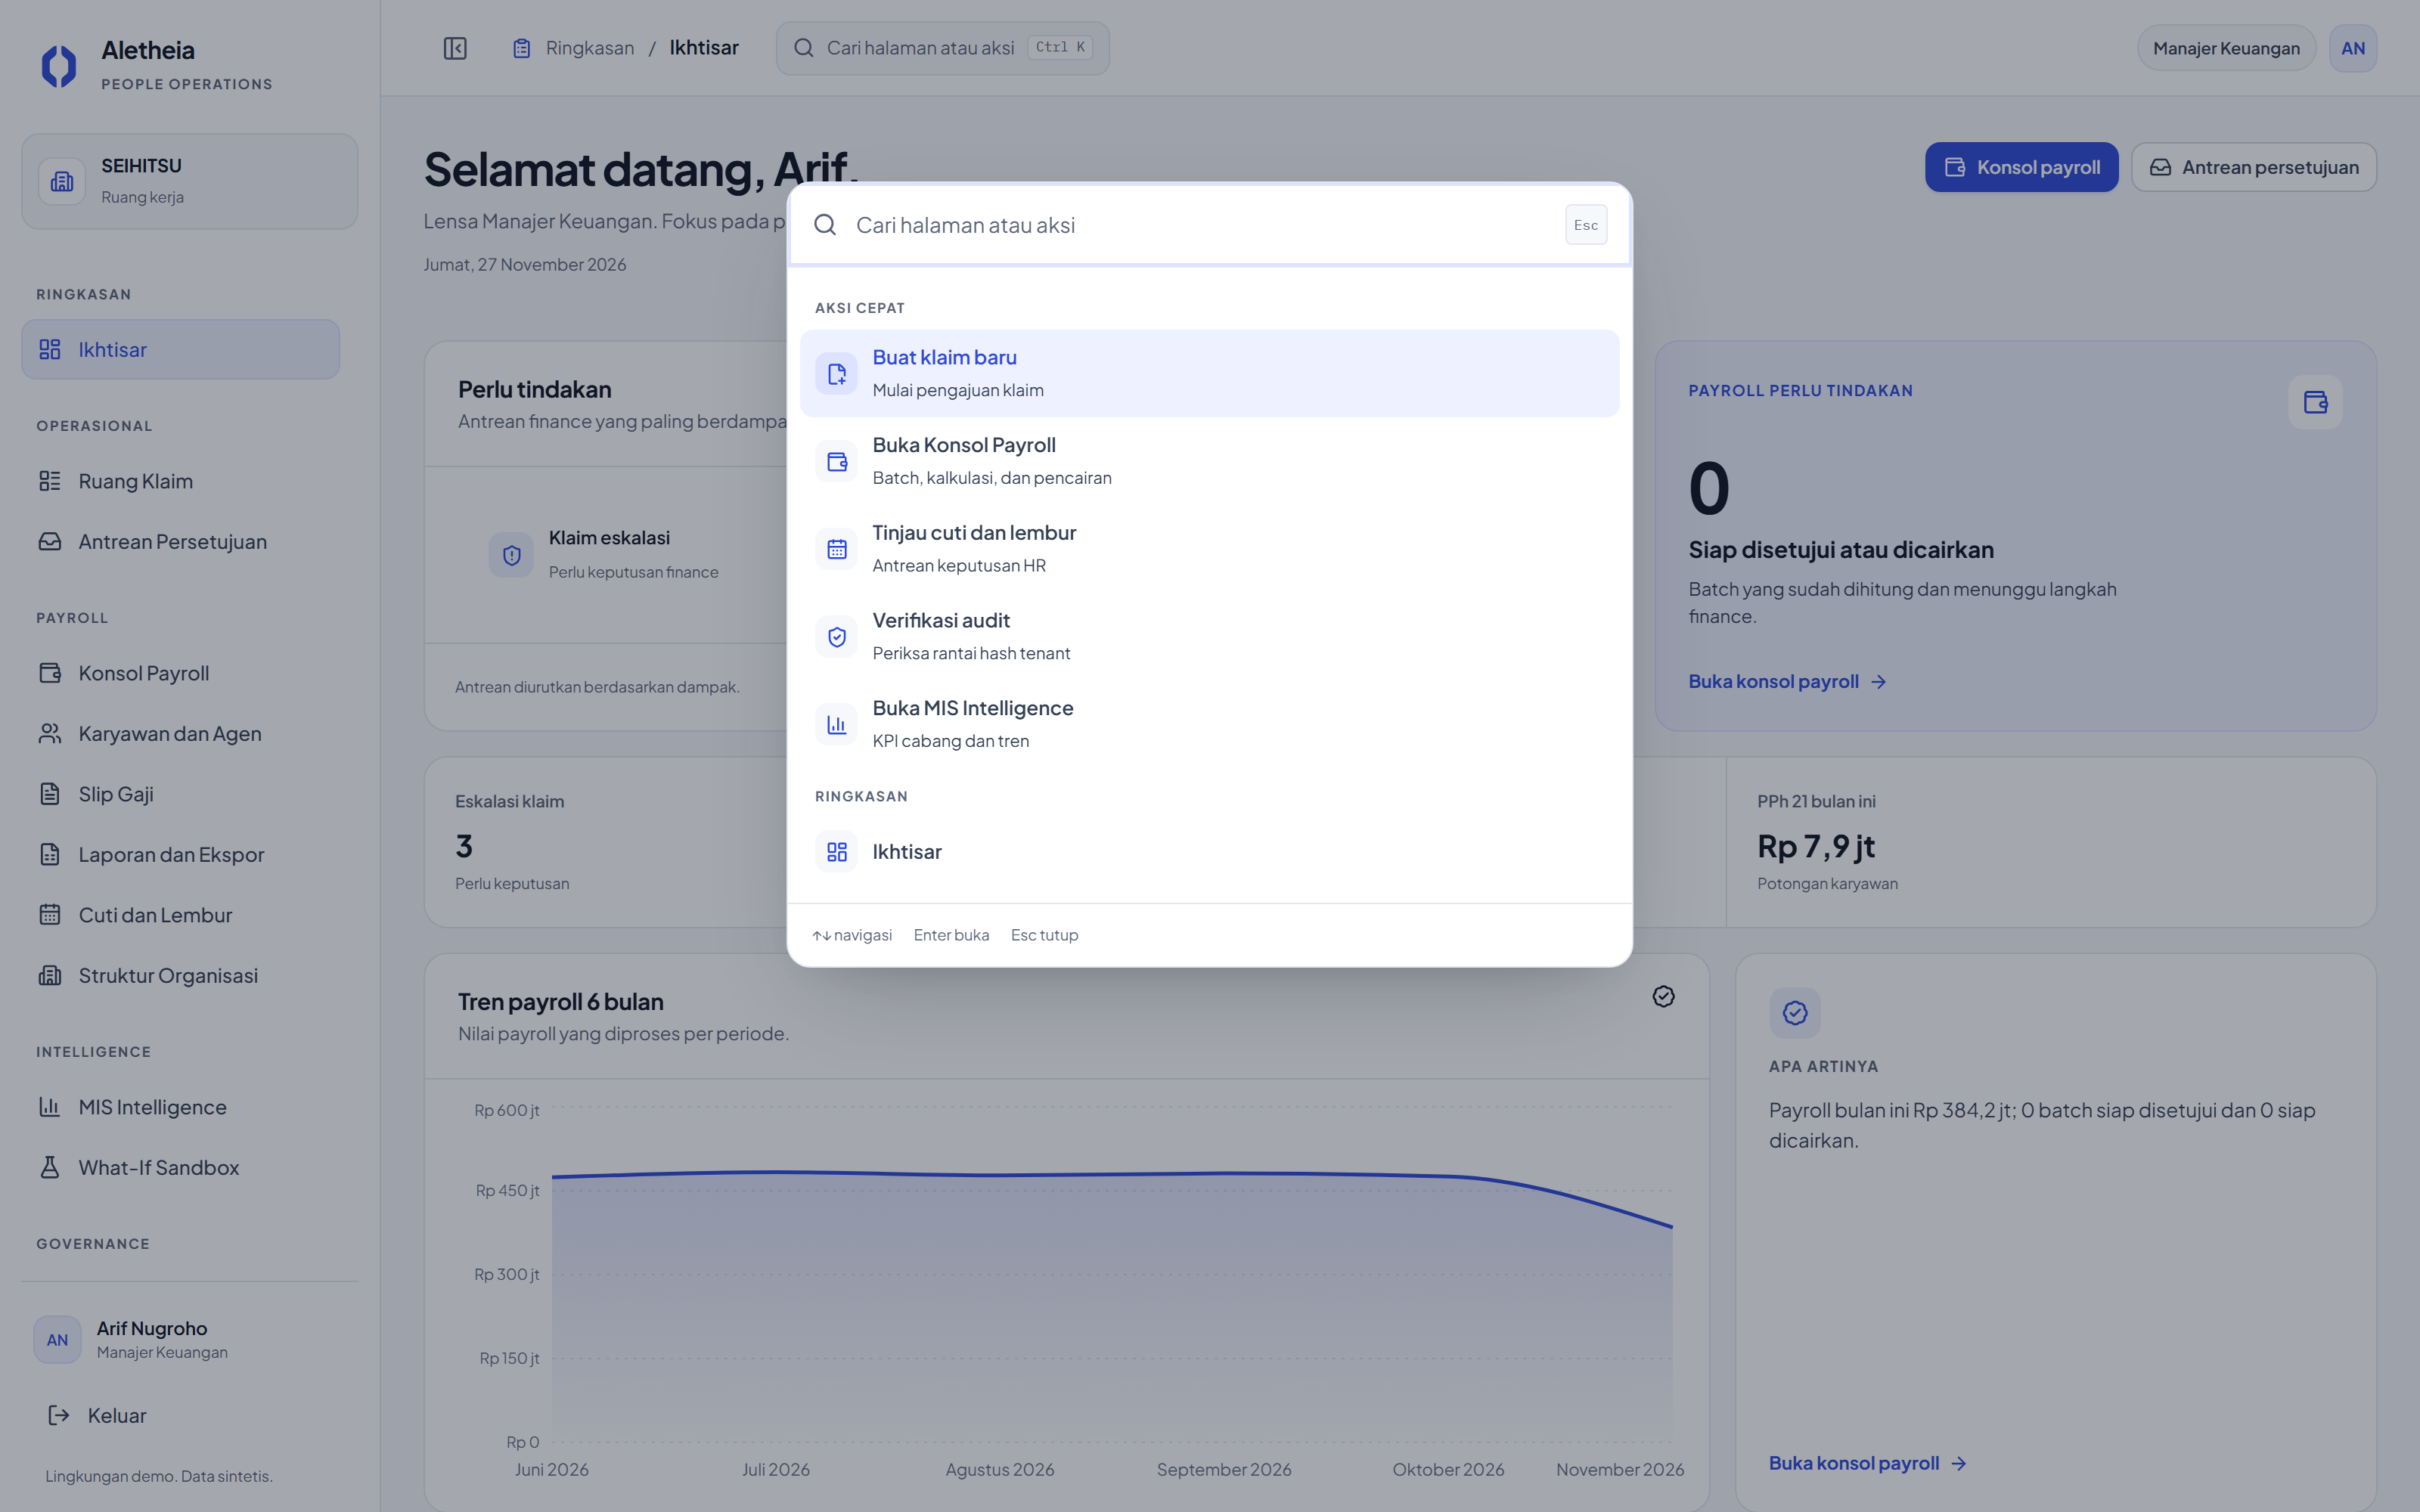 Aletheia
PEOPLE OPERATIONS
SEIHITSU
Ruang kerja
RINGKASAN
Ikhtisar
OPERASIONAL
Ruang Klaim
Antrean Persetujuan
PAYROLL
Konsol Payroll
Karyawan dan Agen
Slip Gaji
Laporan dan Ekspor
Cuti dan Lembur
Struktur Organisasi
INTELLIGENCE
MIS Intelligence
What-If Sandbox
GOVERNANCE
AN
Arif Nugroho
Manajer Keuangan
Keluar
Lingkungan demo. Data sintetis.
Ringkasan / Ikhtisar
Cari halaman atau aksi Ctrl K
Manajer Keuangan
AN
Selamat datang, Arif.
Lensa Manajer Keuangan. Fokus pada
Jumat, 27 November 2026
Konsol payroll
Antrean persetujuan
Cari halaman atau aksi
Esc
AKSI CEPAT
Buat klaim baru
Mulai pengajuan klaim
Buka Konsol Payroll
Batch, kalkulasi, dan pencairan
Tinjau cuti dan lembur
Antrean keputusan HR
Verifikasi audit
Periksa rantai hash tenant
Buka MIS Intelligence
KPI cabang dan tren
RINGKASAN
Ikhtisar
↑↓ navigasi Enter buka Esc tutup
Perlu tindakan
Antrean finance yang paling
Klaim eskalasi
Perlu keputusan finance
Antrean diurutkan berdasarkan dampak.
PAYROLL PERLU TINDAKAN
0
Siap disetujui atau dicairkan
Batch yang sudah dihitung dan menunggu langkah
finance.
Buka konsol payroll →
Eskalasi klaim
3
Perlu keputusan
PPh 21 bulan ini
Rp 7,9 jt
Potongan karyawan
Tren payroll 6 bulan
Nilai payroll yang diproses per periode.
Rp 600 jt
Rp 450 jt
Rp 300 jt
Rp 150 jt
Rp 0
Juni 2026 Juli 2026 Agustus 2026 September 2026 Oktober 2026 November 2026
APA ARTINYA
Payroll bulan ini Rp 384,2 jt; 0 batch siap disetujui dan 0 siap
dicairkan.
Buka konsol payroll →